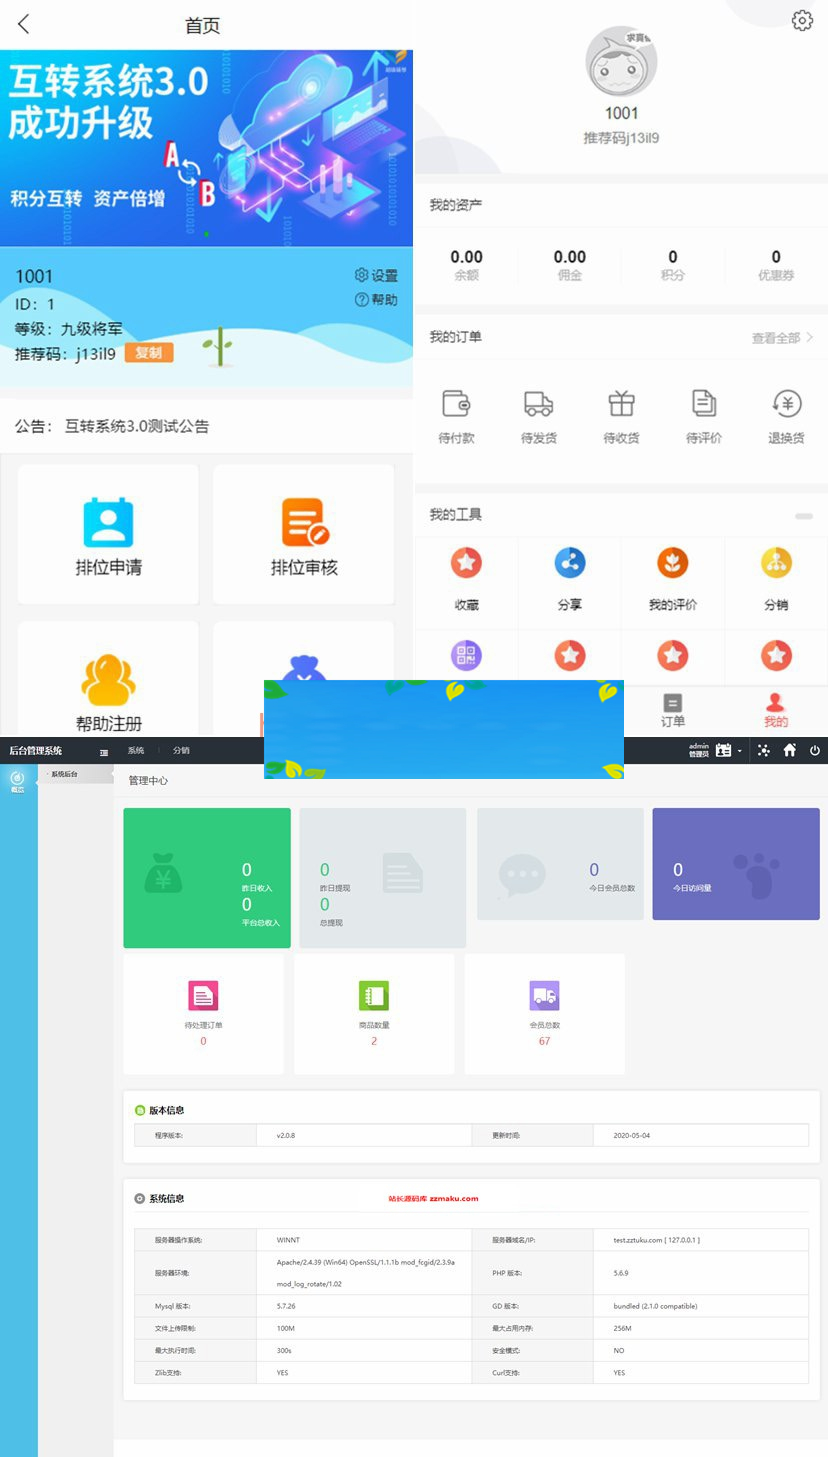 首页
互转系统3.0
成功升级
A
B
积分互转 资产倍增
1001
ID：1
等级：九级将军
推荐码：j13il9 复制
设置
帮助
公告： 互转系统3.0测试公告
排位申请 排位审核
帮助注册
求真
1001
推荐码j13il9
我的资产
0.00 0.00 0 0
余额 佣金 积分 优惠券
我的订单 查看全部
待付款 待发货 待收货 待评价 退换货
我的工具
收藏 分享 我的评价 分销
订单 我的
后台管理系统 系统 分销 admin
管理员
概览
系统后台
管理中心
0
昨日收入
0
平台总收入
0
昨日提现
0
总提现
0
今日会员总数
0
今日访问量
待处理订单 商品数量 会员总数
0 2 67
版本信息
程序版本: v2.0.8 更新时间: 2020-05-04
系统信息 站长源码库 zzmaku.com
服务器操作系统: WINNT 服务器域名/IP: test.zztuku.com [ 127.0.0.1 ]
服务器环境: Apache/2.4.39 (Win64) OpenSSL/1.1.1b mod_fcgid/2.3.9a
mod_log_rotate/1.02
PHP 版本: 5.6.9
Mysql 版本: 5.7.26 GD 版本: bundled (2.1.0 compatible)
文件上传限制: 100M 最大占用内存: 256M
最大执行时间: 300s 安全模式: NO
Zlib支持: YES Curl支持: YES